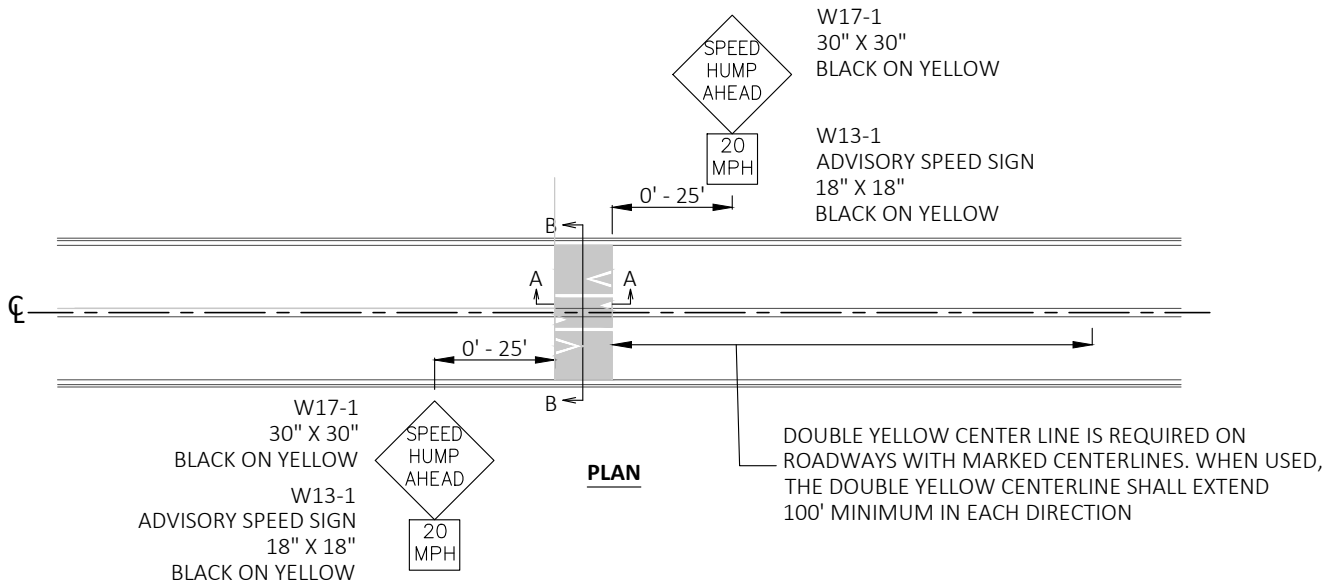 W17-1
30" X 30"
BLACK ON YELLOW
SPEED
HUMP
AHEAD
20
MPH
W13-1
ADVISORY SPEED SIGN
18" X 18"
BLACK ON YELLOW
0' - 25'
B
A
A
℄
0' - 25'
B
W17-1
30" X 30"
BLACK ON YELLOW
SPEED
HUMP
AHEAD
W13-1
ADVISORY SPEED SIGN
18" X 18"
BLACK ON YELLOW
20
MPH
PLAN
DOUBLE YELLOW CENTER LINE IS REQUIRED ON
ROADWAYS WITH MARKED CENTERLINES. WHEN USED,
THE DOUBLE YELLOW CENTERLINE SHALL EXTEND
100' MINIMUM IN EACH DIRECTION